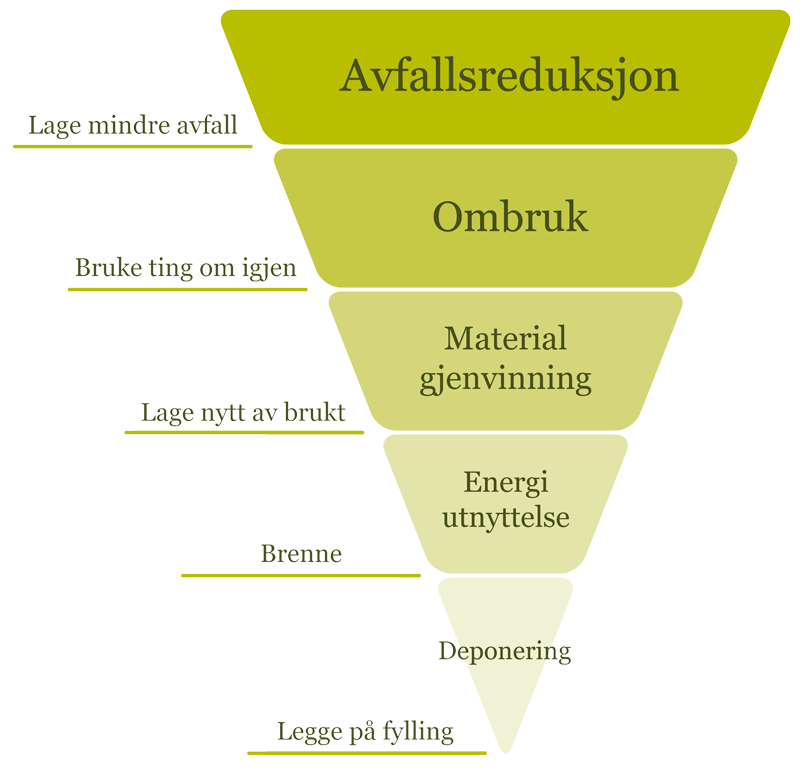 Avfallsreduksjon
Lage mindre avfall
Ombruk
Bruke ting om igjen
Material
gjenvinning
Lage nytt av brukt
Energi
utnyttelse
Brenne
Deponering
Legge på fylling